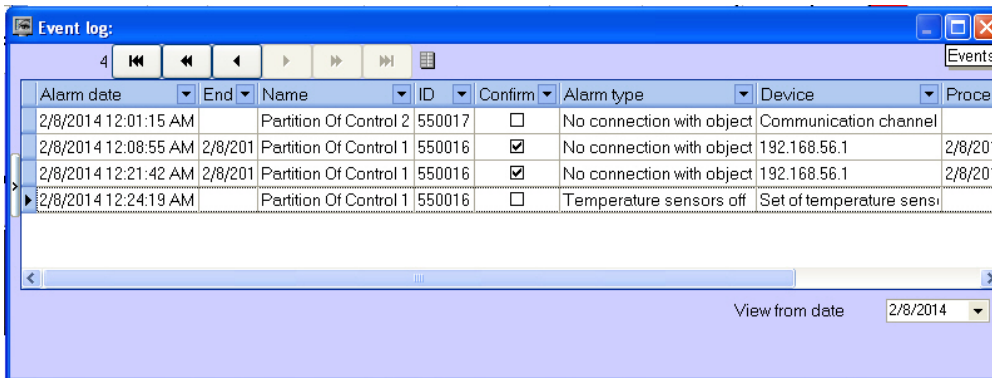 Event log:
4
Events
Alarm date End Name ID Confirm Alarm type Device Proce
2/8/2014 12:01:15 AM Partition Of Control 2 550017 No connection with object Communication channel
2/8/2014 12:08:55 AM 2/8/201 Partition Of Control 1 550016 No connection with object 192.168.56.1 2/8/20
2/8/2014 12:21:42 AM 2/8/201 Partition Of Control 1 550016 No connection with object 192.168.56.1 2/8/20
2/8/2014 12:24:19 AM Partition Of Control 1 550016 Temperature sensors off Set of temperature sens
View from date 2/8/2014